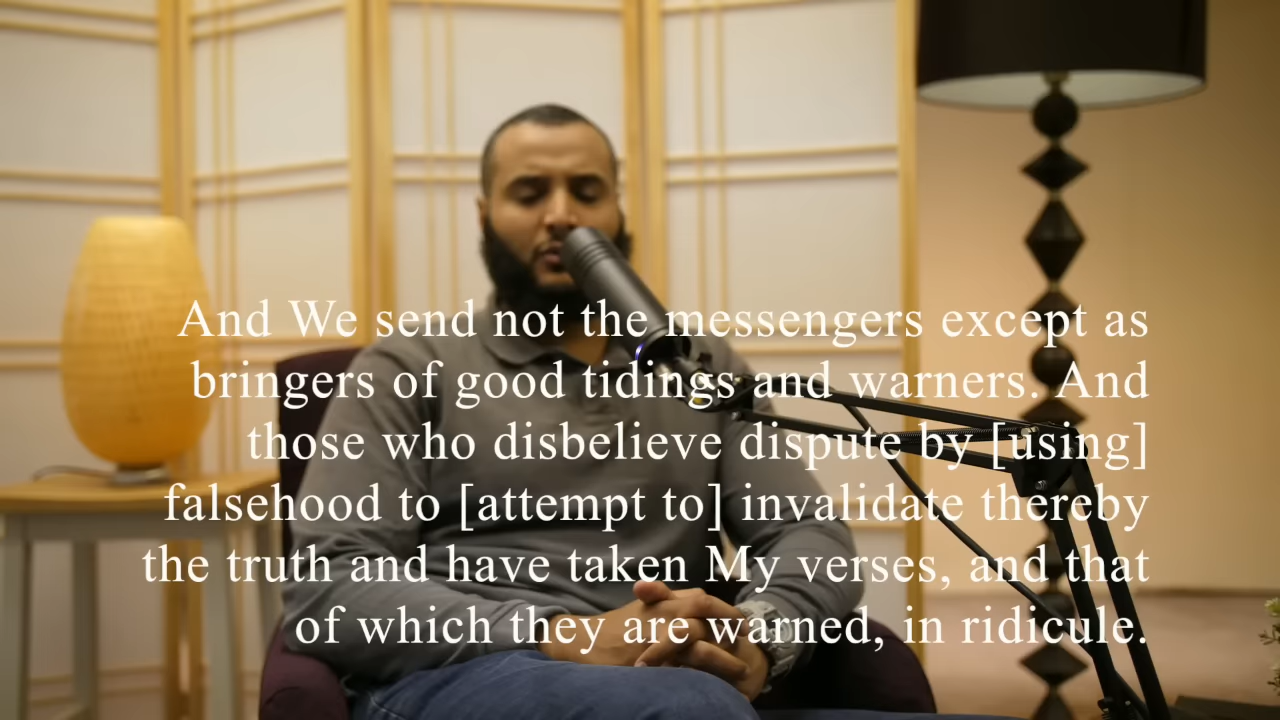 And We send not the messengers except as
bringers of good tidings and warners. And
those who disbelieve dispute by [using]
falsehood to [attempt to] invalidate thereby
the truth and have taken My verses, and that
of which they are warned, in ridicule.